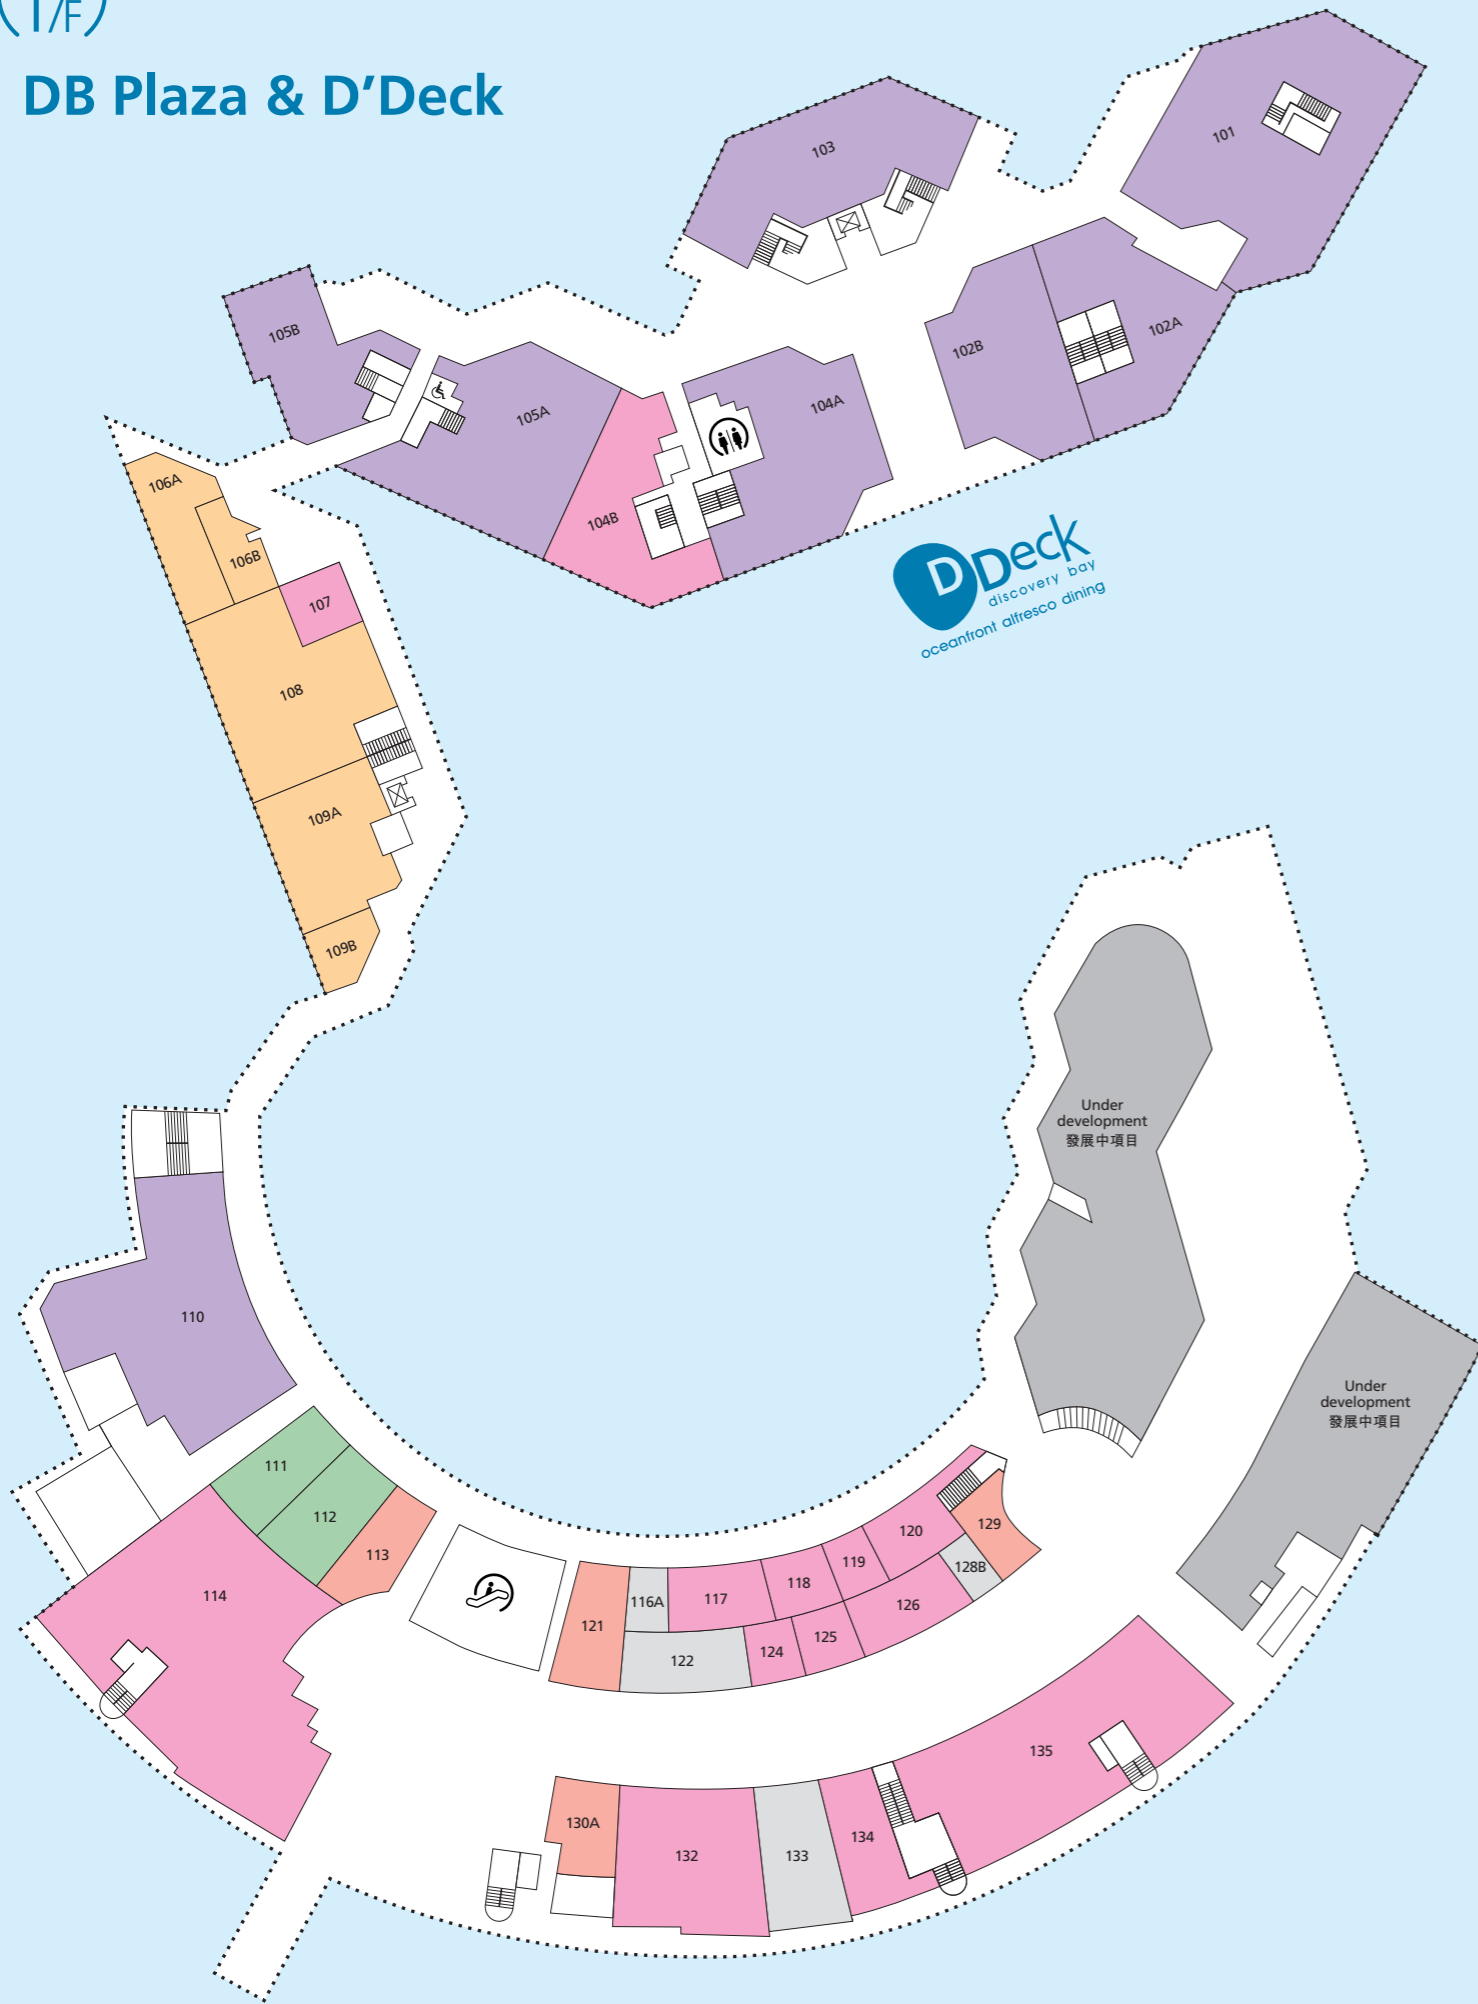 (1/F)
DB Plaza & D'Deck
101
103
102A
102B
105B
105A
104A
104B
106A
106B
107
108
109A
109B
D Deck
discovery bay
oceanfront alfresco dining
Under
development
發展中項目
110
Under
development
發展中項目
111
112
113
114
121
116A
117
118
119
120
129
128B
126
125
124
122
130A
132
133
134
135